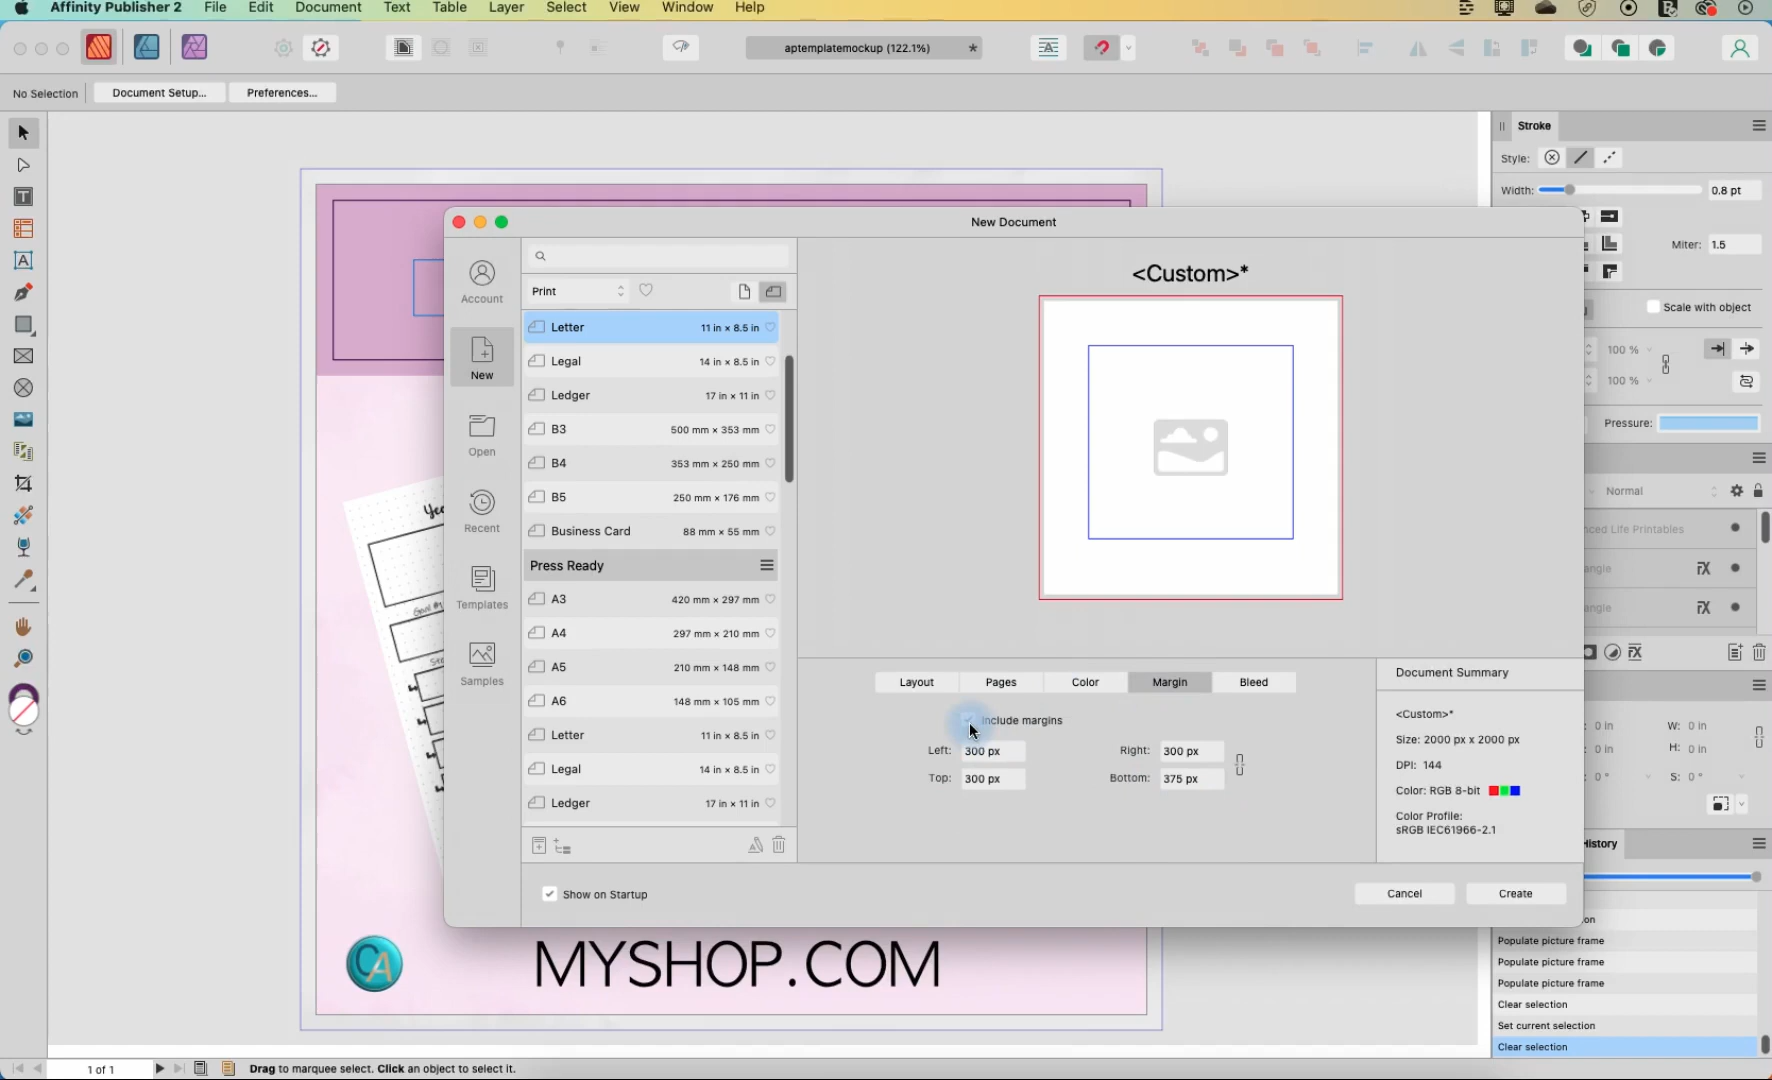 Affinity Publisher 2 File Edit Document Text Table Layer Select View Window Help
aptemplatemockup (122.1%) *
No Selection Document Setup... Preferences...
Stroke
Style:
Width: 0.8 pt
Miter: 1.5
Scale with object
100 %
100 %
Pressure:
Normal
nced Life Printables
angle
angle
: 0 in W: 0 in
: 0 in H: 0 in
: 0 ° S: 0 °
History
on
Populate picture frame
Populate picture frame
Populate picture frame
Clear selection
Set current selection
Clear selection
New Document
Account
New
Open
Recent
Templates
Samples
Print
Letter 11 in × 8.5 in
Legal 14 in × 8.5 in
Ledger 17 in × 11 in
B3 500 mm × 353 mm
B4 353 mm × 250 mm
B5 250 mm × 176 mm
Business Card 88 mm × 55 mm
Press Ready
A3 420 mm × 297 mm
A4 297 mm × 210 mm
A5 210 mm × 148 mm
A6 148 mm × 105 mm
Letter 11 in × 8.5 in
Legal 14 in × 8.5 in
Ledger 17 in × 11 in
<Custom>*
Layout Pages Color Margin Bleed
Include margins
Left: 300 px Right: 300 px
Top: 300 px Bottom: 375 px
Document Summary
<Custom>*
Size: 2000 px x 2000 px
DPI: 144
Color: RGB 8-bit
Color Profile:
sRGB IEC61966-2.1
Show on Startup
Cancel Create
Yea
Goal #1
CA
MYSHOP.COM
1 of 1 Drag to marquee select. Click an object to select it.